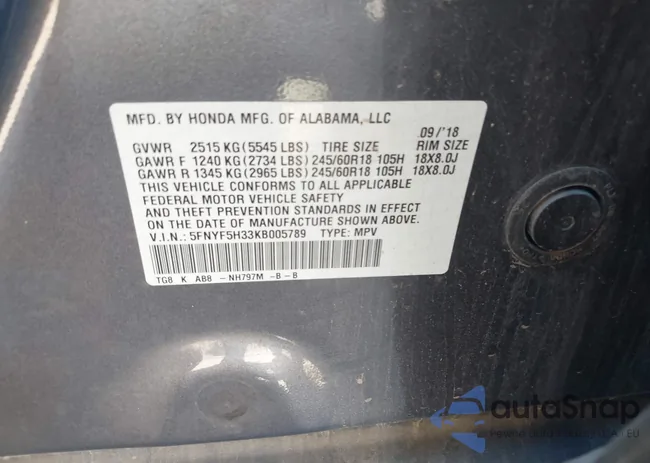 MFD. BY HONDA MFG. OF ALABAMA, LLC 09/'18
GVWR 2515 KG(5545 LBS) TIRE SIZE RIM SIZE
GAWR F 1240 KG(2734 LBS)245/60R18 105H 18X8.0J
GAWR R 1345 KG(2965 LBS)245/60R18 105H 18X8.0J
THIS VEHICLE CONFORMS TO ALL APPLICABLE
FEDERAL MOTOR VEHICLE SAFETY
AND THEFT PREVENTION STANDARDS IN EFFECT
ON THE DATE OF MANUFACTURE SHOWN ABOVE.
V.I.N.: 5FNYF5H33KB005789 TYPE: MPV
TG8 K AB8 -NH797M -B-B
autoSnap